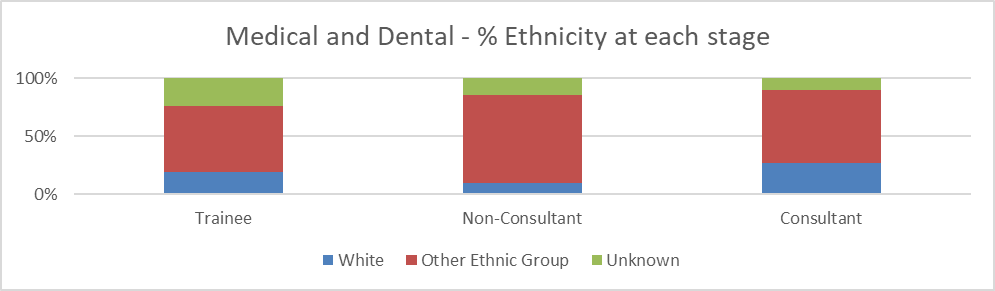 Medical and Dental - % Ethnicity at each stage
100%
50%
0%
Trainee Non-Consultant Consultant
White Other Ethnic Group Unknown